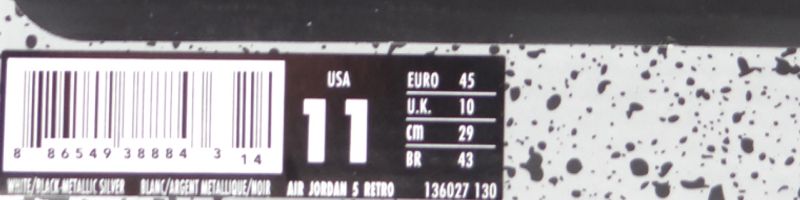 USA
11
EURO 45
U.K. 10
cm 29
BR 43
8 86549 38884 3 14
WHITE/BLACK-METALLIC SILVER BLANC/ARGENT METALLIQUE/NOIR AIR JORDAN 5 RETRO 136027 130